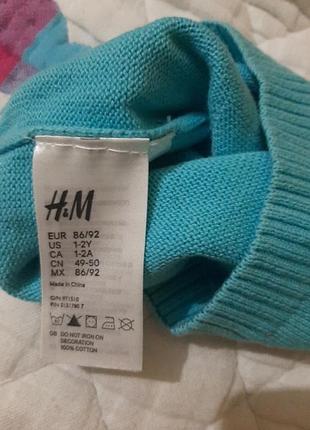 H&M
EUR 86/92
US 1-2Y
CA 1-2A
CN 49-50
MX 86/92
Made in China
GB DO NOT IRON ON
DECORATION
100% COTTON